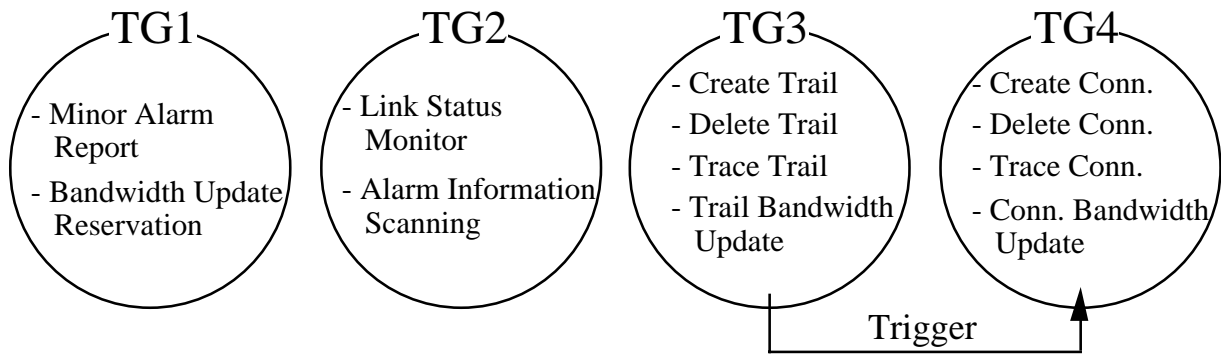 TG1
- Minor Alarm
Report
- Bandwidth Update
Reservation
TG2
- Link Status
Monitor
- Alarm Information
Scanning
TG3
- Create Trail
- Delete Trail
- Trace Trail
- Trail Bandwidth
Update
TG4
- Create Conn.
- Delete Conn.
- Trace Conn.
- Conn. Bandwidth
Update
Trigger